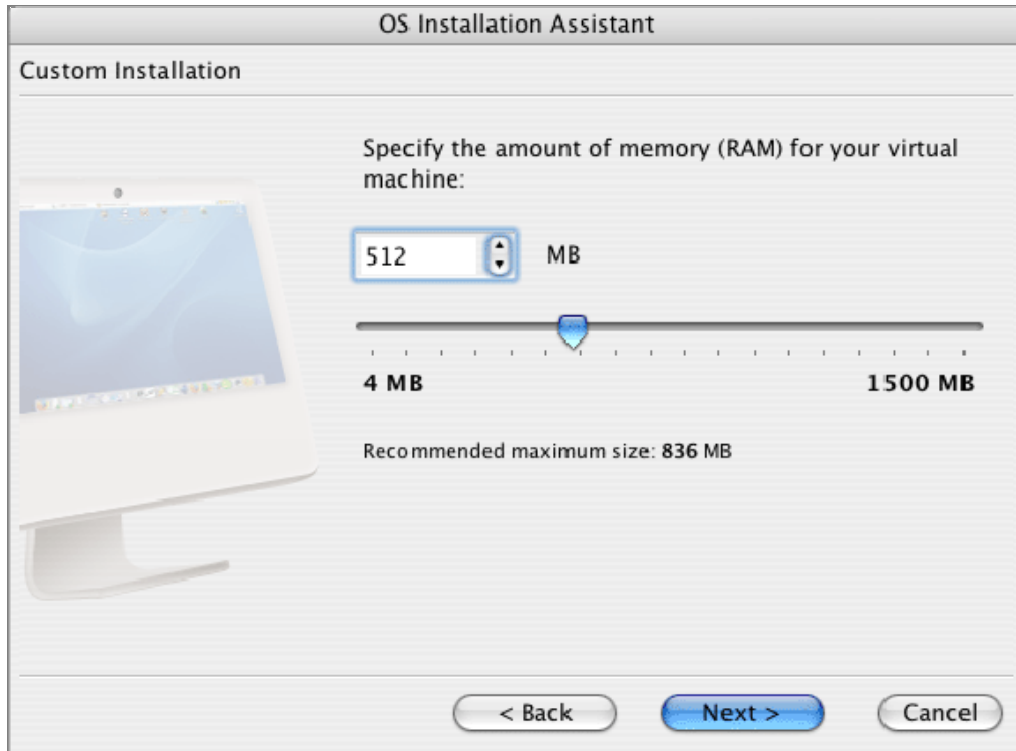 OS Installation Assistant
Custom Installation
Specify the amount of memory (RAM) for your virtual
machine:
512 MB
4 MB 1500 MB
Recommended maximum size: 836 MB
< Back Next > Cancel